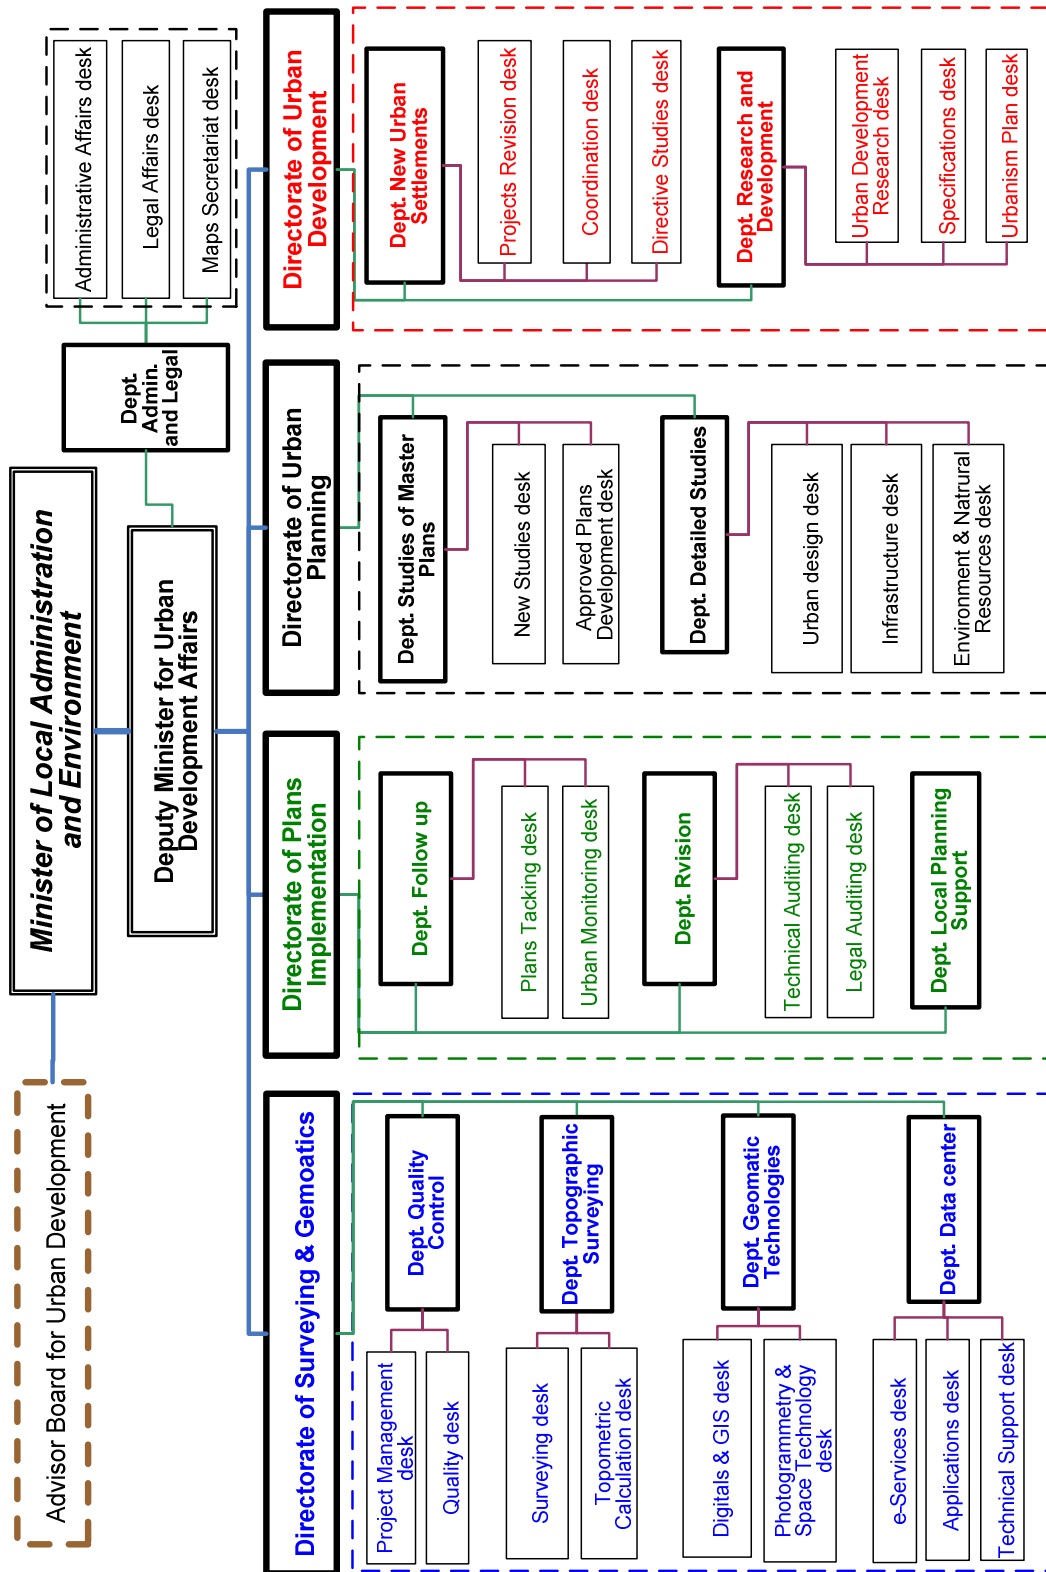 Minister of Local Administration
and Environment
Advisor Board for Urban Development
Deputy Minister for Urban
Development Affairs
Dept.
Admin.
and Legal
Administrative Affairs desk
Legal Affairs desk
Maps Secretariat desk
Directorate of Surveying & Gemoatics
Dept. Quality
Control
Project Management
desk
Quality desk
Dept. Topographic
Surveying
Surveying desk
Topometric
Calculation desk
Dept. Geomatic
Technologies
Digitals & GIS desk
Photogrammetry &
Space Technology
desk
Dept. Data center
e-Services desk
Applications desk
Technical Support desk
Directorate of Plans
Implementation
Dept. Follow up
Plans Tacking desk
Urban Monitoring desk
Dept. Rvision
Technical Auditing desk
Legal Auditing desk
Dept. Local Planning
Support
Directorate of Urban
Planning
Dept. Studies of Master
Plans
New Studies desk
Approved Plans
Development desk
Dept. Detailed Studies
Urban design desk
Infrastructure desk
Environment & Natrural
Resources desk
Directorate of Urban
Development
Dept. New Urban
Settlements
Projects Revision desk
Coordination desk
Directive Studies desk
Dept. Research and
Development
Urban Development
Research desk
Specifications desk
Urbanism Plan desk